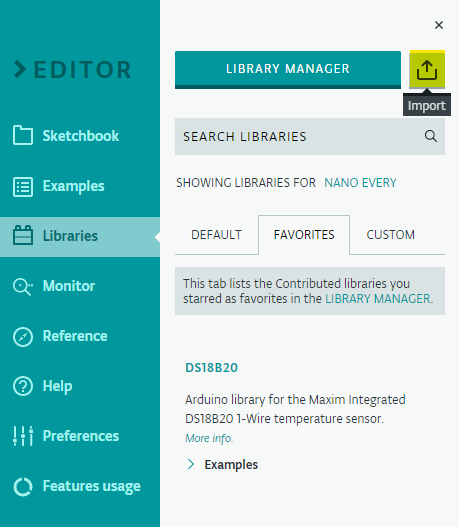 EDITOR
Sketchbook
Examples
Libraries
Monitor
Reference
Help
Preferences
Features usage
LIBRARY MANAGER
Import
SEARCH LIBRARIES
SHOWING LIBRARIES FOR NANO EVERY
DEFAULT FAVORITES CUSTOM
This tab lists the Contributed libraries you
starred as favorites in the LIBRARY MANAGER.
DS18B20
Arduino library for the Maxim Integrated
DS18B20 1-Wire temperature sensor.
More info.
Examples